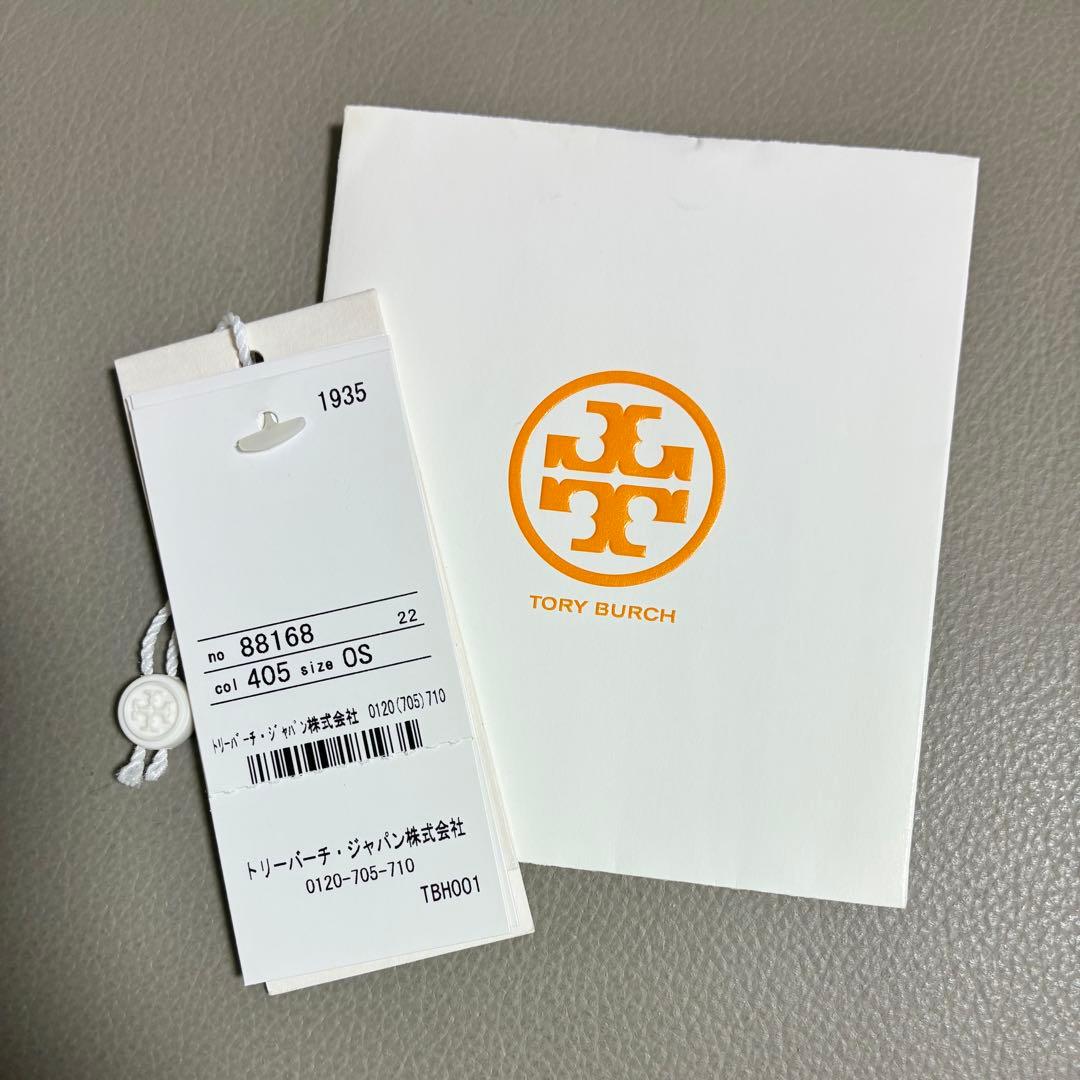 1935
no 88168 22
col 405 size OS
トリーバーチ・ジャパン株式会社 0120(705)710
トリーバーチ・ジャパン株式会社
0120-705-710
TBH001
TORY BURCH